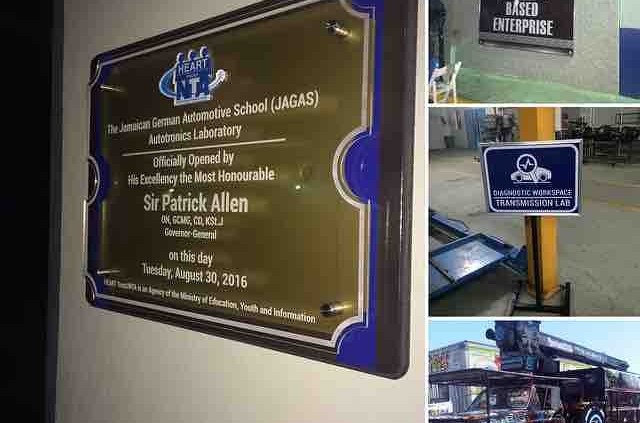 HEART
NTA
The Jamaican German Automotive School (JAGAS)
Autotronics Laboratory
Officially Opened by
His Excellency the Most Honourable
Sir Patrick Allen
ON, GCMG, CD, KSt.J
Governor-General
on this day
Tuesday, August 30, 2016
HEART Trust/NTA is an Agency of the Ministry of Education, Youth and Information
BASED
ENTERPRISE
DIAGNOSTIC WORKSPACE
TRANSMISSION LAB